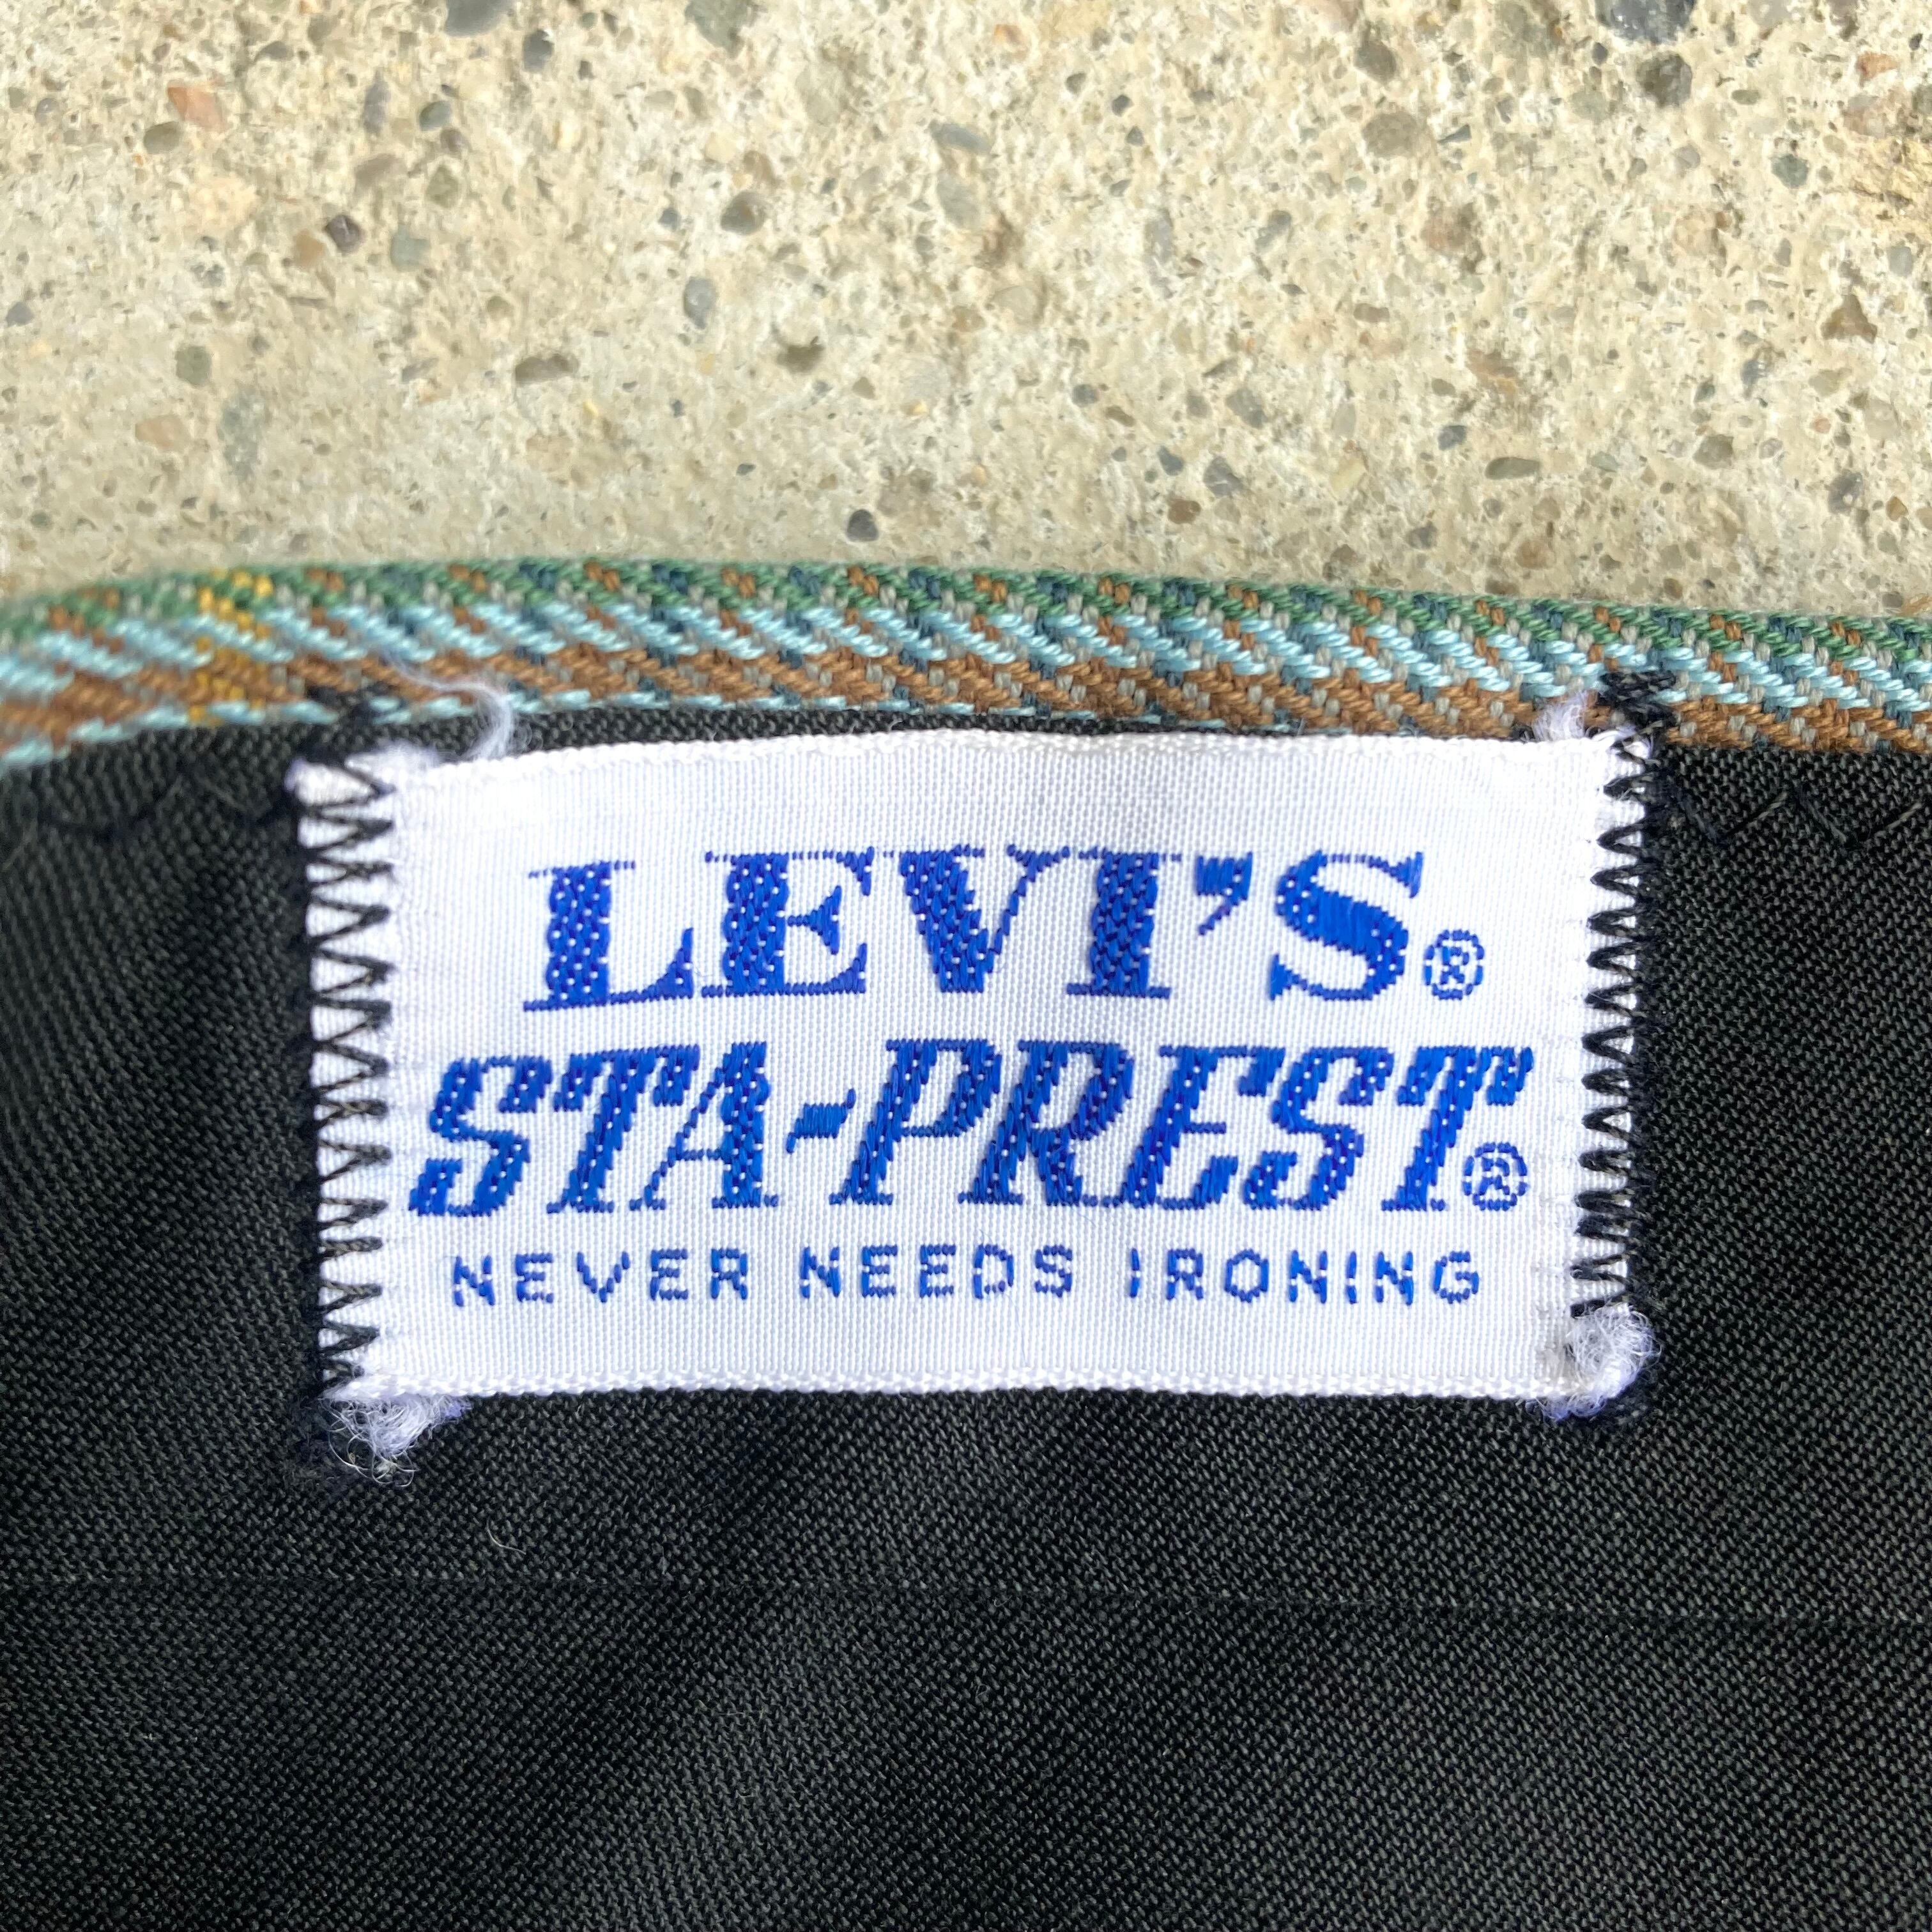 LEVI'S®
STA-PREST®
NEVER NEEDS IRONING